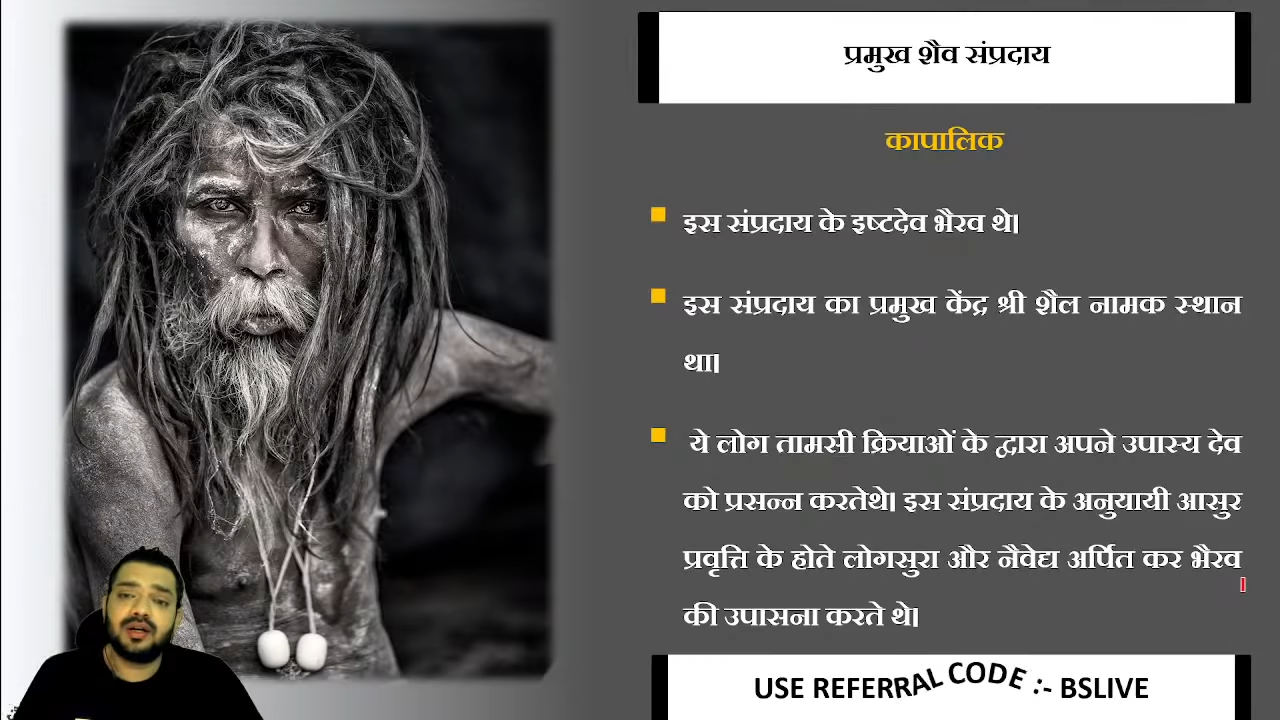 प्रमुख शैव संप्रदाय
कापालिक
इस संप्रदाय के इष्टदेव भैरव थे।
इस संप्रदाय का प्रमुख केंद्र श्री शैल नामक स्थान
था।
ये लोग तामसी क्रियाओं के द्वारा अपने उपास्य देव
को प्रसन्न करतेथे। इस संप्रदाय के अनुयायी आसुर
प्रवृत्ति के होते लोगसुरा और नैवेद्य अर्पित कर भैरव
की उपासना करते थे।
USE REFERRAL CODE :- BSLIVE